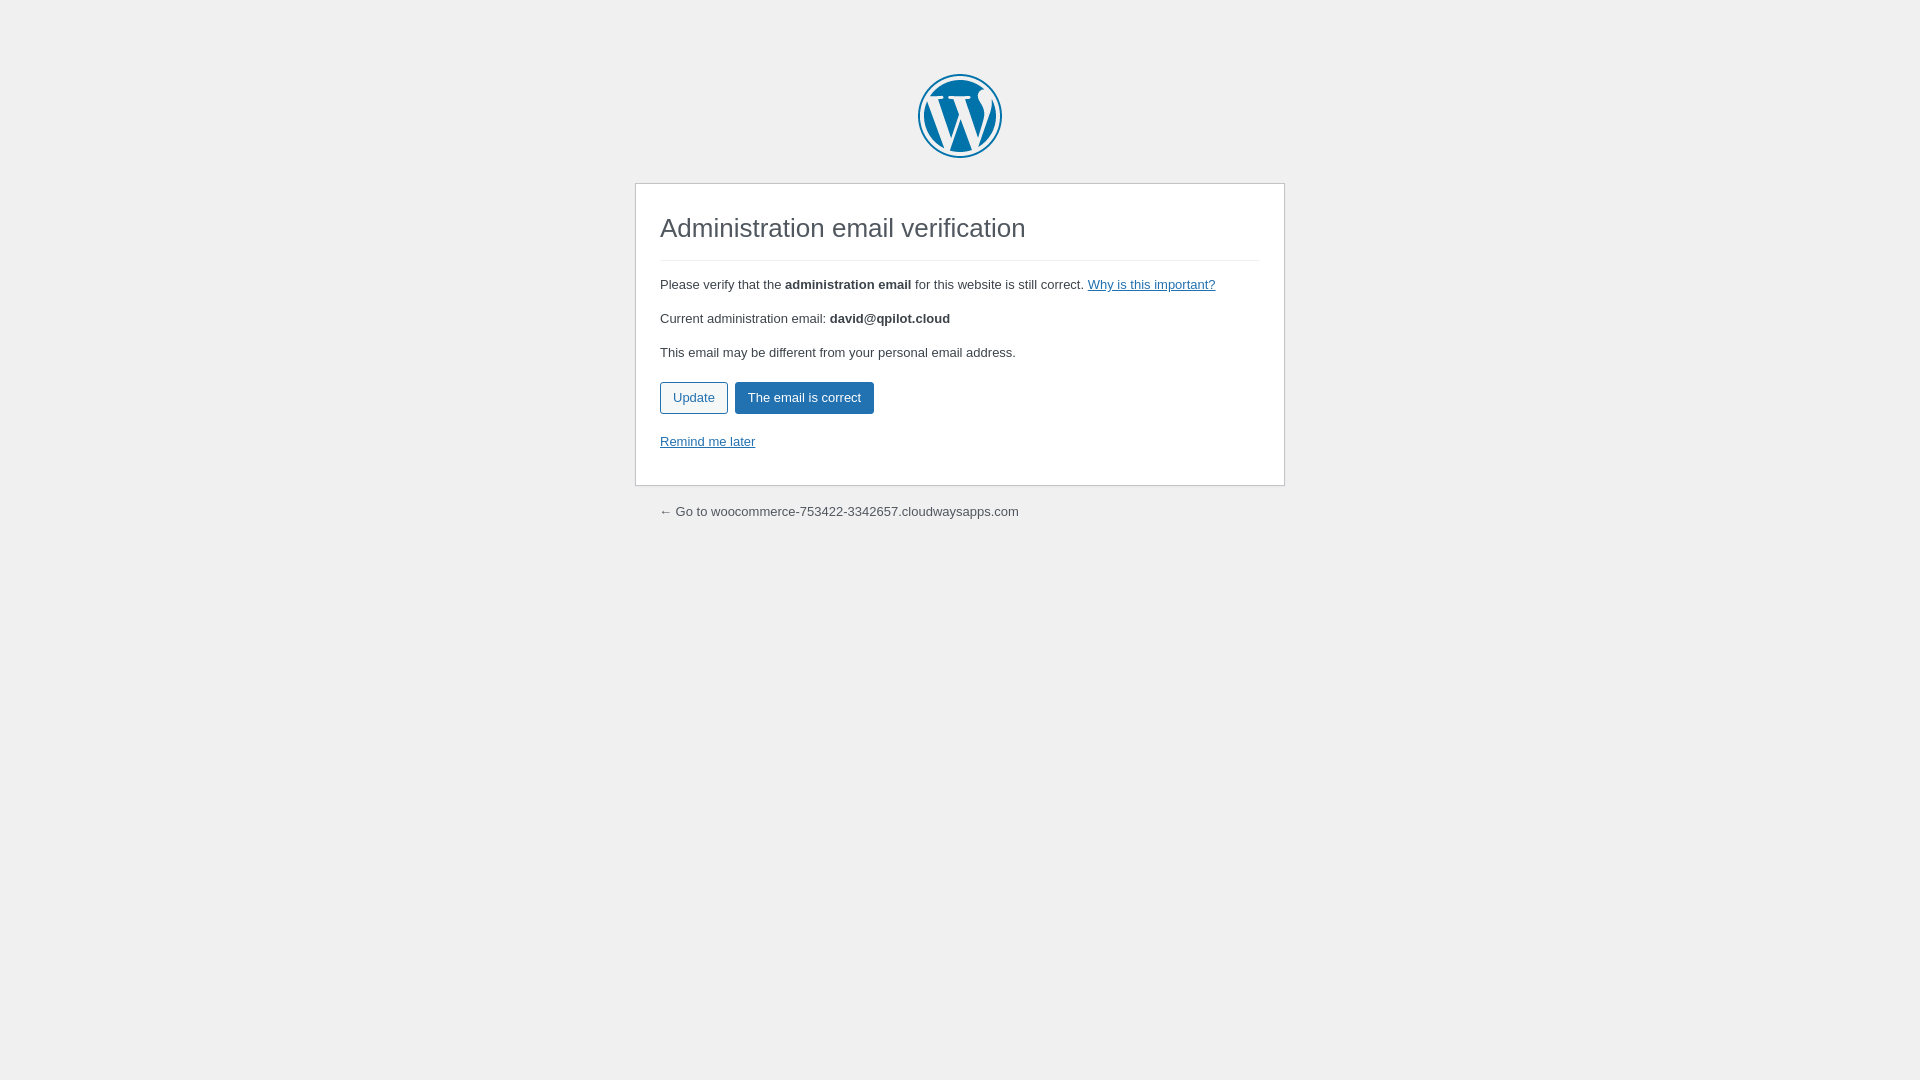 Administration email verification
Please verify that the administration email for this website is still correct. Why is this important?
Current administration email: david@qpilot.cloud
This email may be different from your personal email address.
Update The email is correct
Remind me later
← Go to woocommerce-753422-3342657.cloudwaysapps.com